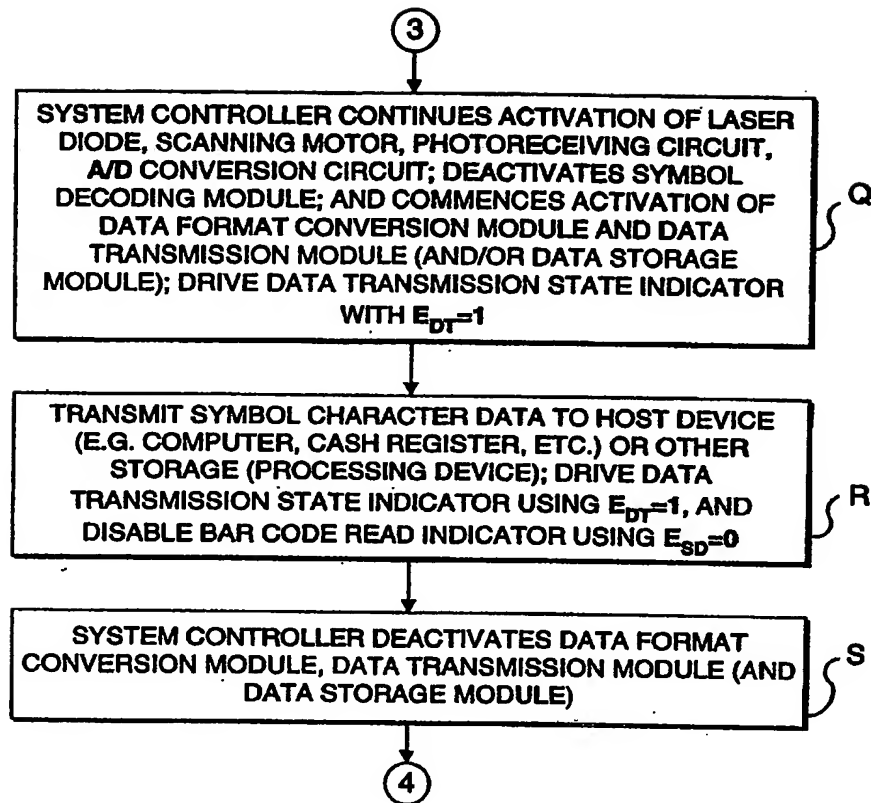 3
SYSTEM CONTROLLER CONTINUES ACTIVATION OF LASER
DIODE, SCANNING MOTOR, PHOTORECEIVING CIRCUIT,
A/D CONVERSION CIRCUIT; DEACTIVATES SYMBOL
DECODING MODULE; AND COMMENCES ACTIVATION OF
DATA FORMAT CONVERSION MODULE AND DATA
TRANSMISSION MODULE (AND/OR DATA STORAGE
MODULE); DRIVE DATA TRANSMISSION STATE INDICATOR
WITH E_DT=1
Q
TRANSMIT SYMBOL CHARACTER DATA TO HOST DEVICE
(E.G. COMPUTER, CASH REGISTER, ETC.) OR OTHER
STORAGE (PROCESSING DEVICE); DRIVE DATA
TRANSMISSION STATE INDICATOR USING E_DT=1, AND
DISABLE BAR CODE READ INDICATOR USING E_SD=0
R
SYSTEM CONTROLLER DEACTIVATES DATA FORMAT
CONVERSION MODULE, DATA TRANSMISSION MODULE (AND
DATA STORAGE MODULE)
S
4